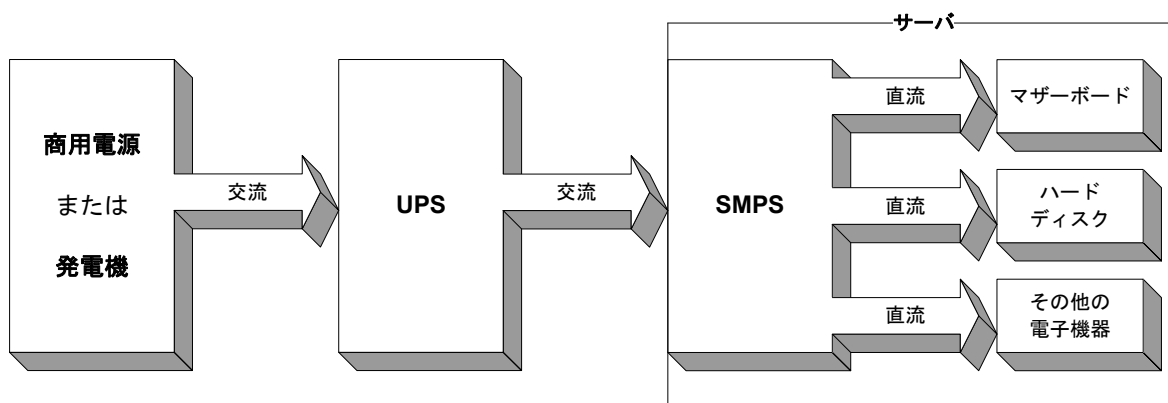 サーバ
商用電源
または
発電機
交流
UPS
交流
SMPS
直流
マザーボード
直流
ハード
ディスク
直流
その他の
電子機器